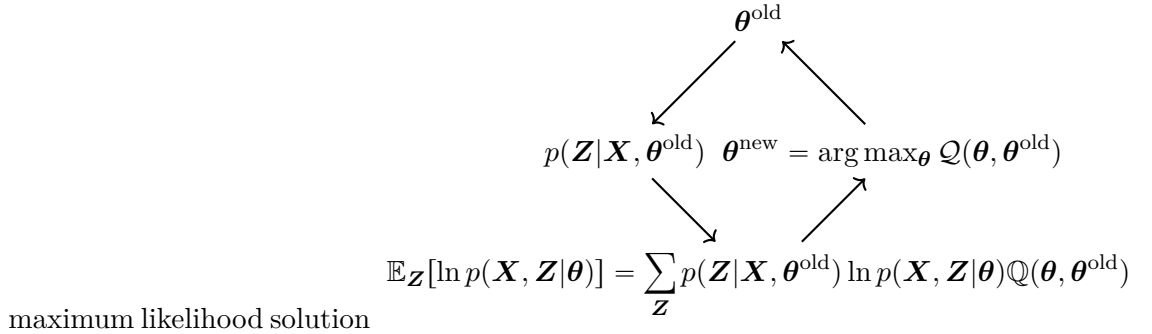 𝜽^old
p(𝒁|𝑿, 𝜽^old) 𝜽^new = arg max_𝜽 𝒬(𝜽, 𝜽^old)
𝔼_𝒁[ln p(𝑿, 𝒁|𝜽)] = ∑_𝒁 p(𝒁|𝑿, 𝜽^old) ln p(𝑿, 𝒁|𝜽)ℚ(𝜽, 𝜽^old)
maximum likelihood solution